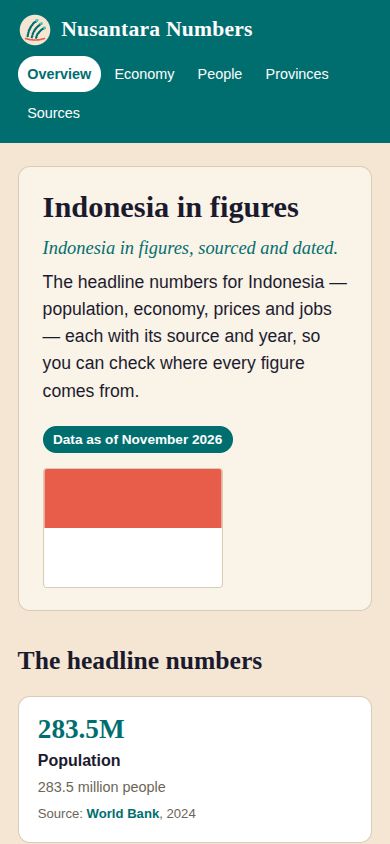 Nusantara Numbers
Overview Economy People Provinces
Sources
Indonesia in figures
Indonesia in figures, sourced and dated.
The headline numbers for Indonesia —
population, economy, prices and jobs
— each with its source and year, so
you can check where every figure
comes from.
Data as of November 2026
The headline numbers
283.5M
Population
283.5 million people
Source: World Bank, 2024